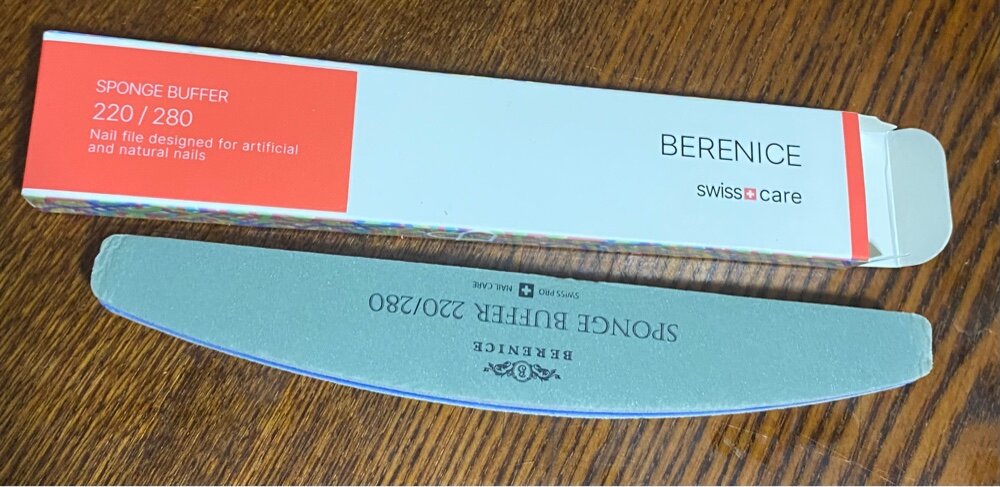 SPONGE BUFFER
220 / 280
Nail file designed for artificial
and natural nails
BERENICE
swiss care
BERENICE
SPONGE BUFFER 220/280
SWISS PRO NAIL CARE